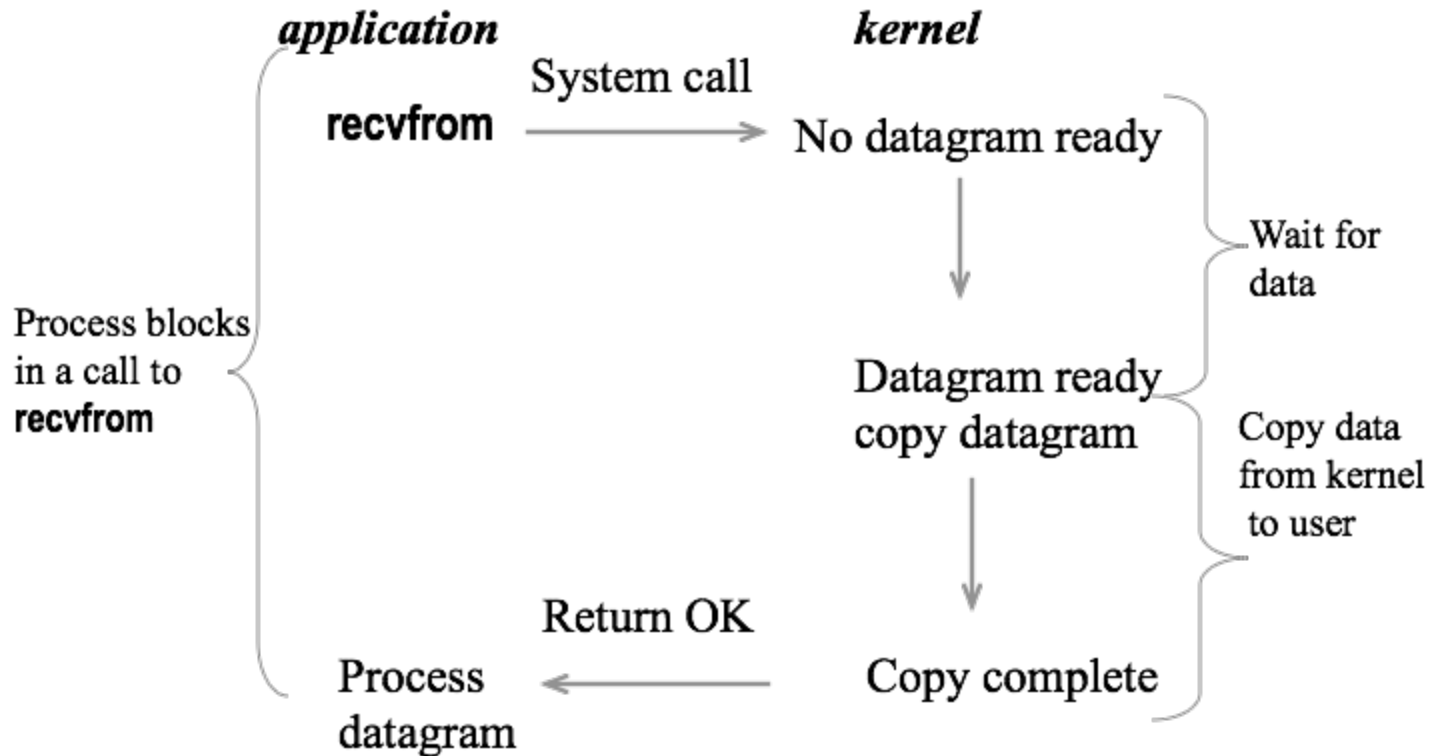 application
kernel
System call
recvfrom
No datagram ready
Wait for
data
Process blocks
in a call to
recvfrom
Datagram ready
copy datagram
Copy data
from kernel
to user
Return OK
Process
datagram
Copy complete